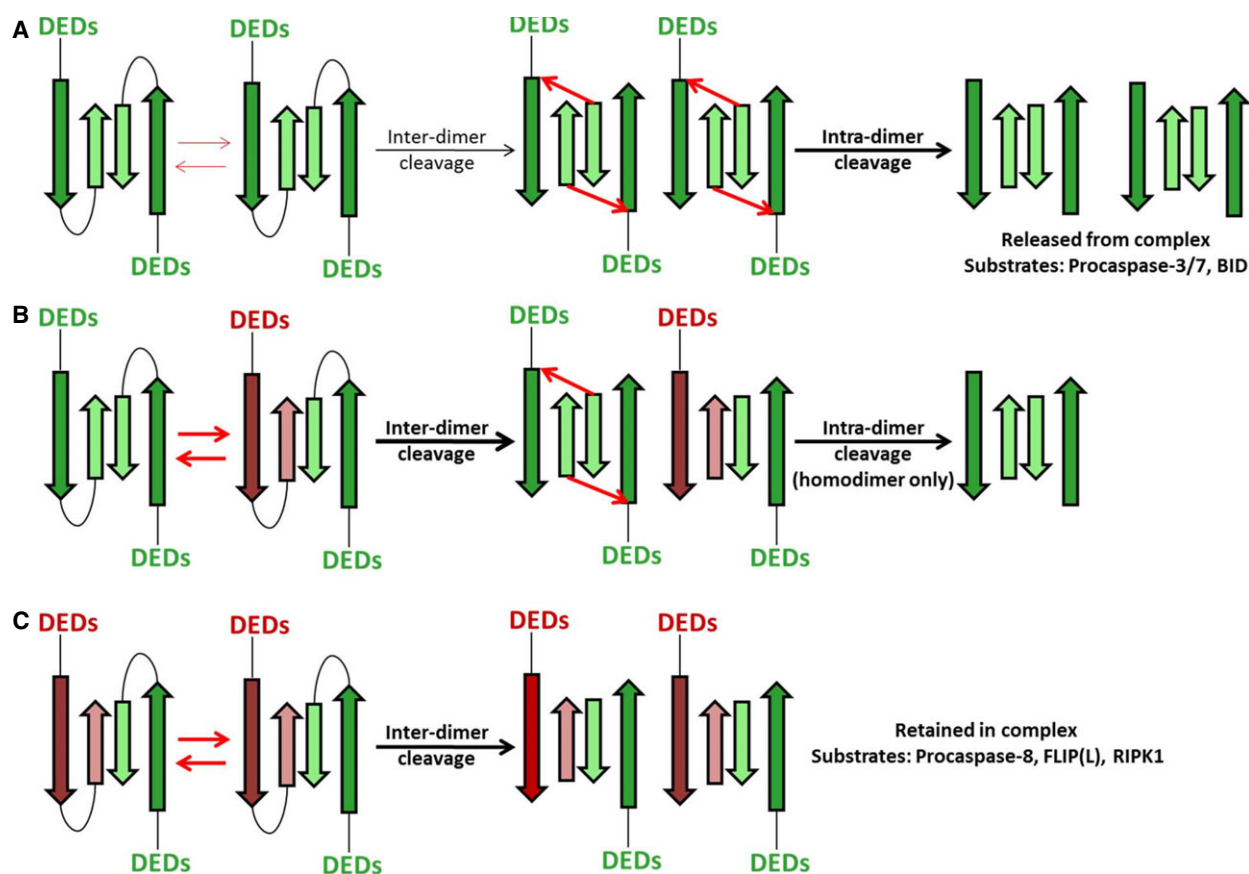 A
DEDs DEDs DEDs DEDs
Inter-dimer
cleavage
Intra-dimer
cleavage
DEDs DEDs DEDs DEDs
Released from complex
Substrates: Procaspase-3/7, BID
B
DEDs DEDs DEDs DEDs
Inter-dimer
cleavage
Intra-dimer
cleavage
(homodimer only)
DEDs DEDs DEDs DEDs
C
DEDs DEDs DEDs DEDs
Inter-dimer
cleavage
Retained in complex
Substrates: Procaspase-8, FLIP(L), RIPK1
DEDs DEDs DEDs DEDs